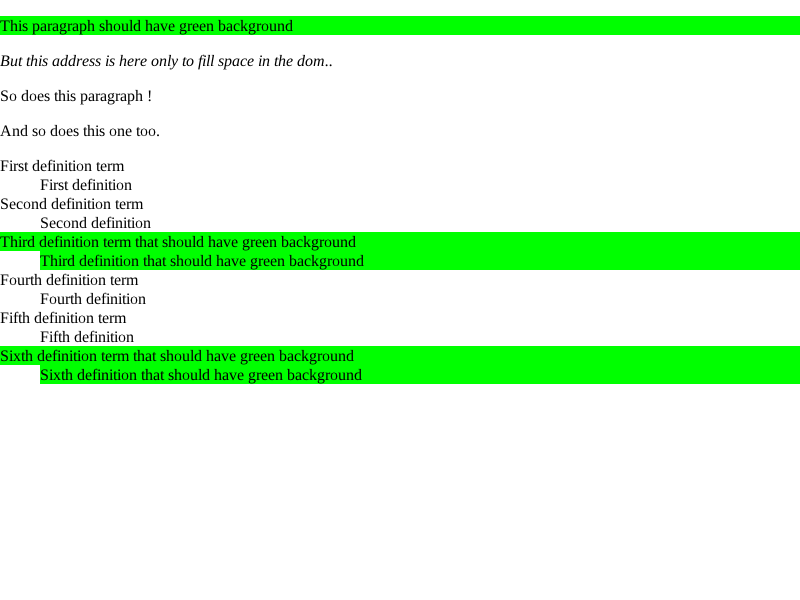 This paragraph should have green background
But this address is here only to fill space in the dom..
So does this paragraph !
And so does this one too.
First definition term
First definition
Second definition term
Second definition
Third definition term that should have green background
Third definition that should have green background
Fourth definition term
Fourth definition
Fifth definition term
Fifth definition
Sixth definition term that should have green background
Sixth definition that should have green background